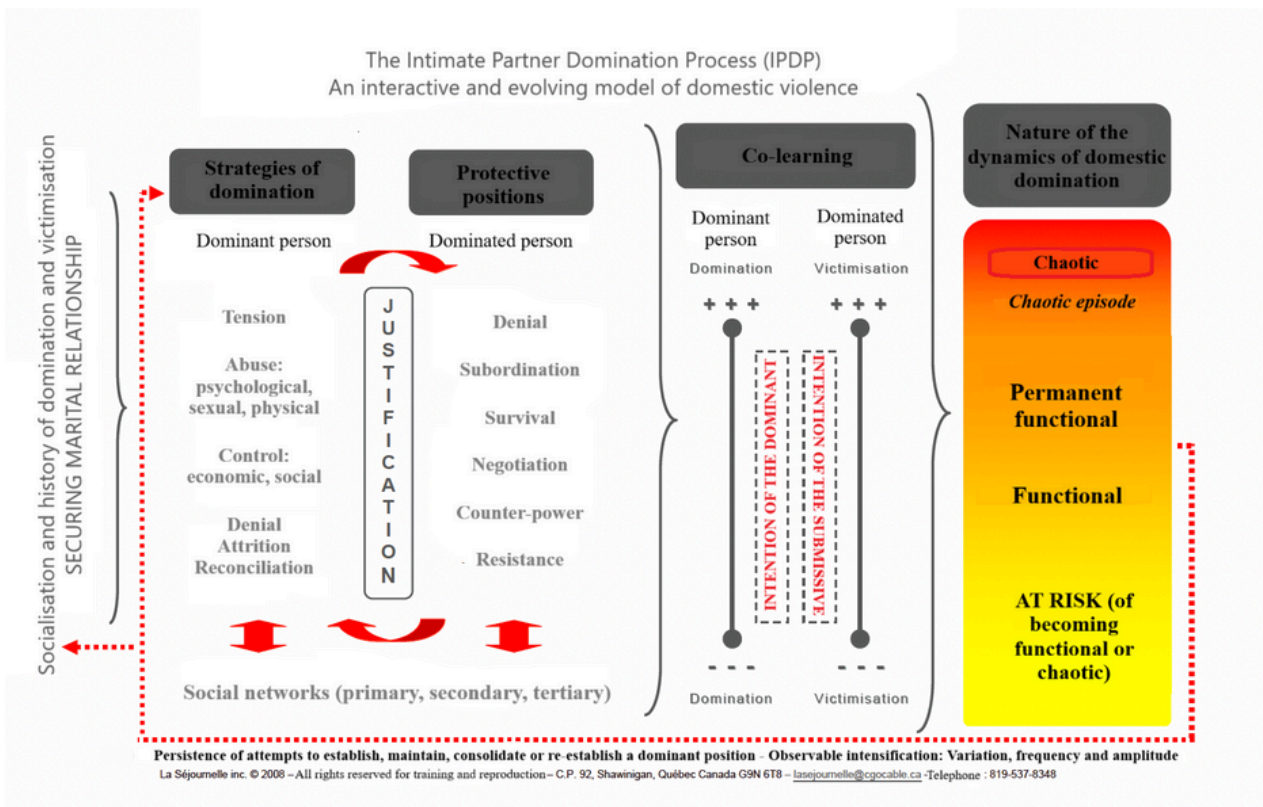 The Intimate Partner Domination Process (IPDP)
An interactive and evolving model of domestic violence
Socialisation and history of domination and victimisation
SECURING MARITAL RELATIONSHIP
Strategies of
domination
Dominant person
Tension
Abuse:
psychological,
sexual, physical
Control:
economic, social
Denial
Attrition
Reconciliation
JUSTIFICATION
Protective
positions
Dominated person
Denial
Subordination
Survival
Negotiation
Counter-power
Resistance
Social networks (primary, secondary, tertiary)
Co-learning
Dominant
person
Domination
+ + +
Dominated
person
Victimisation
+ + +
INTENTION OF THE DOMINANT
INTENTION OF THE SUBMISSIVE
- - -
Domination
- - -
Victimisation
Nature of the
dynamics of domestic
domination
Chaotic
Chaotic episode
Permanent
functional
Functional
AT RISK (of
becoming
functional or
chaotic)
Persistence of attempts to establish, maintain, consolidate or re-establish a dominant position - Observable intensification: Variation, frequency and amplitude
La Séjournelle inc. © 2008 – All rights reserved for training and reproduction – C.P. 92, Shawinigan, Québec Canada G9N 6T8 – lasejournelle@cgocable.ca -Telephone : 819-537-8348